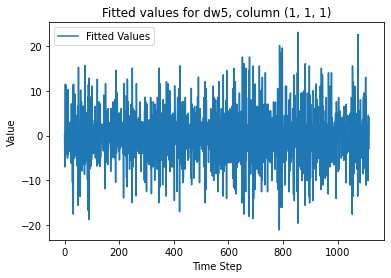 Fitted values for dw5, column (1, 1, 1)
Fitted Values
20
10
0
−10
−20
Value
0
200
400
600
800
1000
Time Step